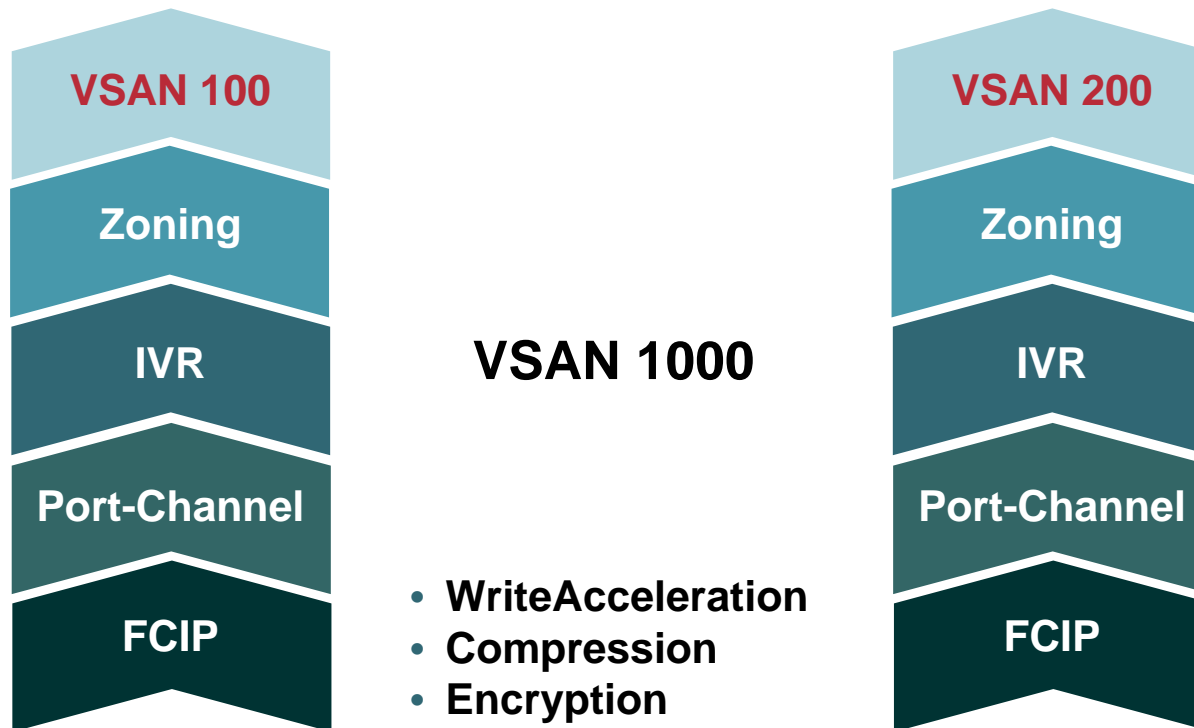 VSAN 100
Zoning
IVR
Port-Channel
FCIP
VSAN 1000
• WriteAcceleration
• Compression
• Encryption
VSAN 200
Zoning
IVR
Port-Channel
FCIP